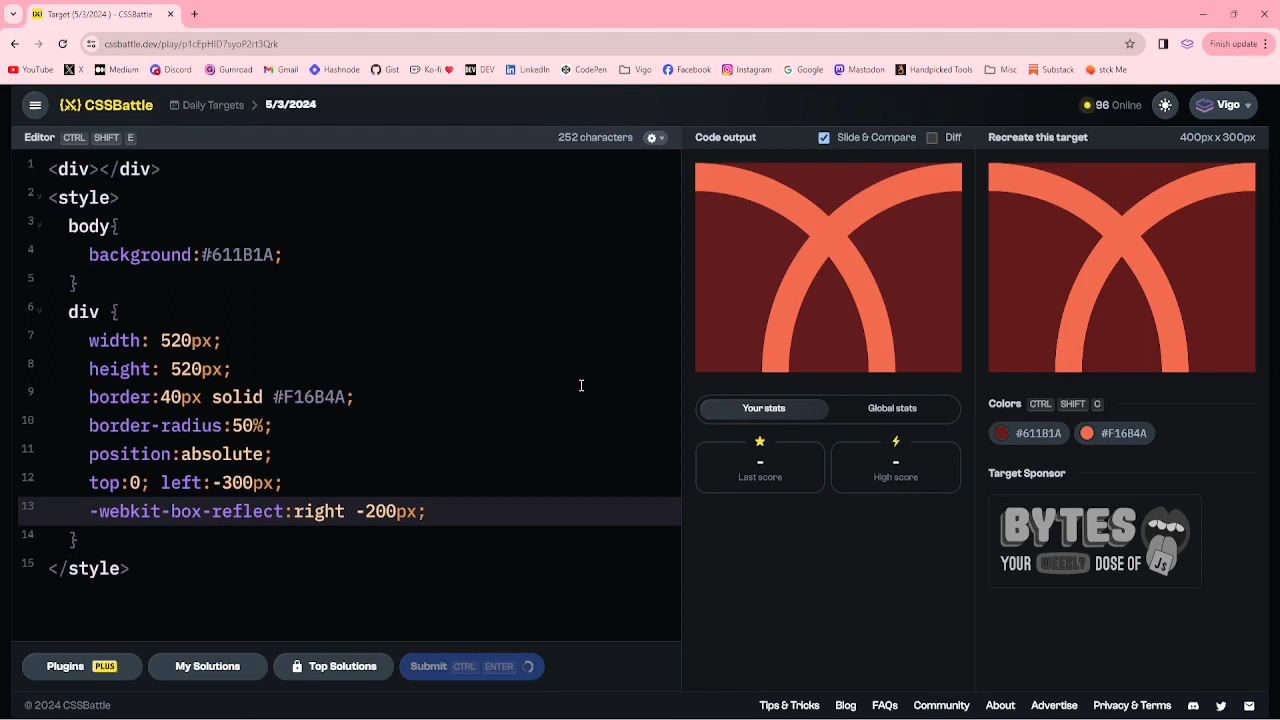 Target (5/3/2024) - CSSBattle
cssbattle.dev/play/p1cEpHID7syoP2rt3Qrk
Finish update
YouTube X Medium Discord Gumroad Gmail Hashnode Gist Ko-fi DEV LinkedIn CodePen Vigo Facebook Instagram Google Mastodon Handpicked Tools Misc Substack stck Me
{X} CSSBattle Daily Targets > 5/3/2024 96 Online Vigo
Editor CTRL SHIFT E 252 characters
Code output Slide & Compare Diff
Recreate this target 400px x 300px
1 <div></div>
2 <style>
3 body{
4 background:#611B1A;
5 }
6 div {
7 width: 520px;
8 height: 520px;
9 border:40px solid #F16B4A;
10 border-radius:50%;
11 position:absolute;
12 top:0; left:-300px;
13 -webkit-box-reflect:right -200px;
14 }
15 </style>
Your stats Global stats
-
Last score
-
High score
Colors CTRL SHIFT C
#611B1A #F16B4A
Target Sponsor
BYTES
YOUR WEEKLY DOSE OF JS
Plugins PLUS My Solutions Top Solutions Submit CTRL ENTER
© 2024 CSSBattle
Tips & Tricks Blog FAQs Community About Advertise Privacy & Terms